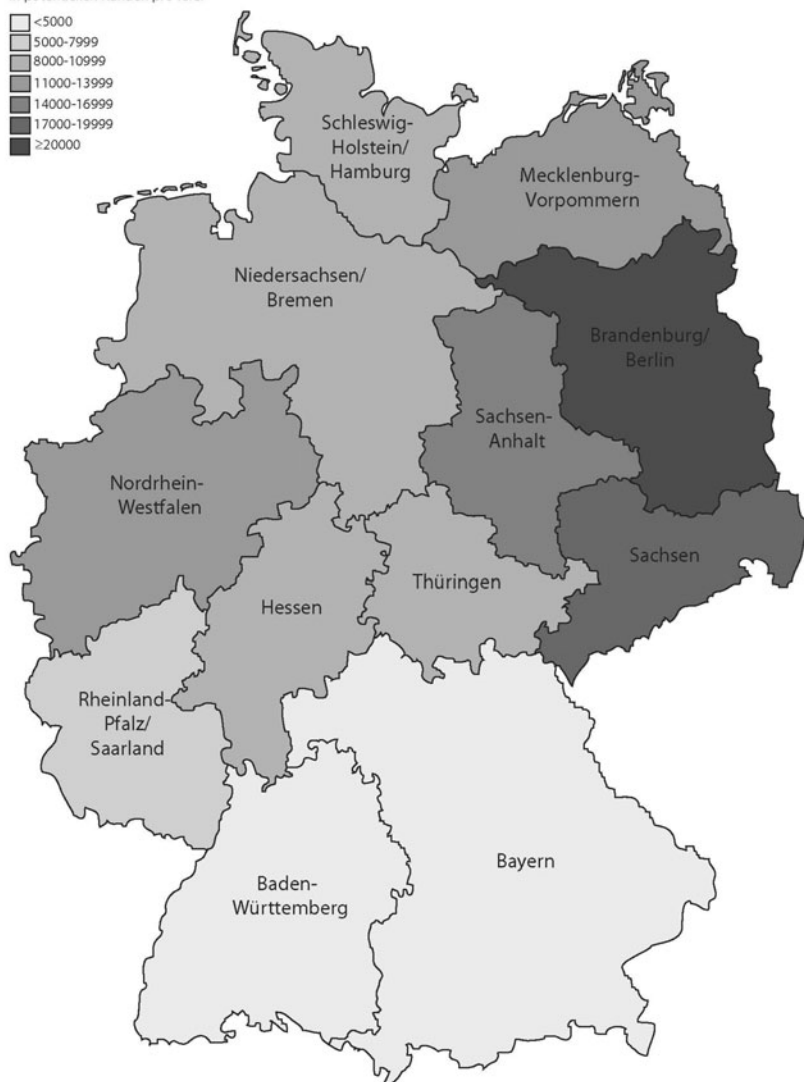 <5000
5000-7999
8000-10999
11000-13999
14000-16999
17000-19999
≥20000
Schleswig-
Holstein/
Hamburg
Mecklenburg-
Vorpommern
Niedersachsen/
Bremen
Brandenburg/
Berlin
Sachsen-
Anhalt
Nordrhein-
Westfalen
Sachsen
Thüringen
Hessen
Rheinland-
Pfalz/
Saarland
Bayern
Baden-
Württemberg